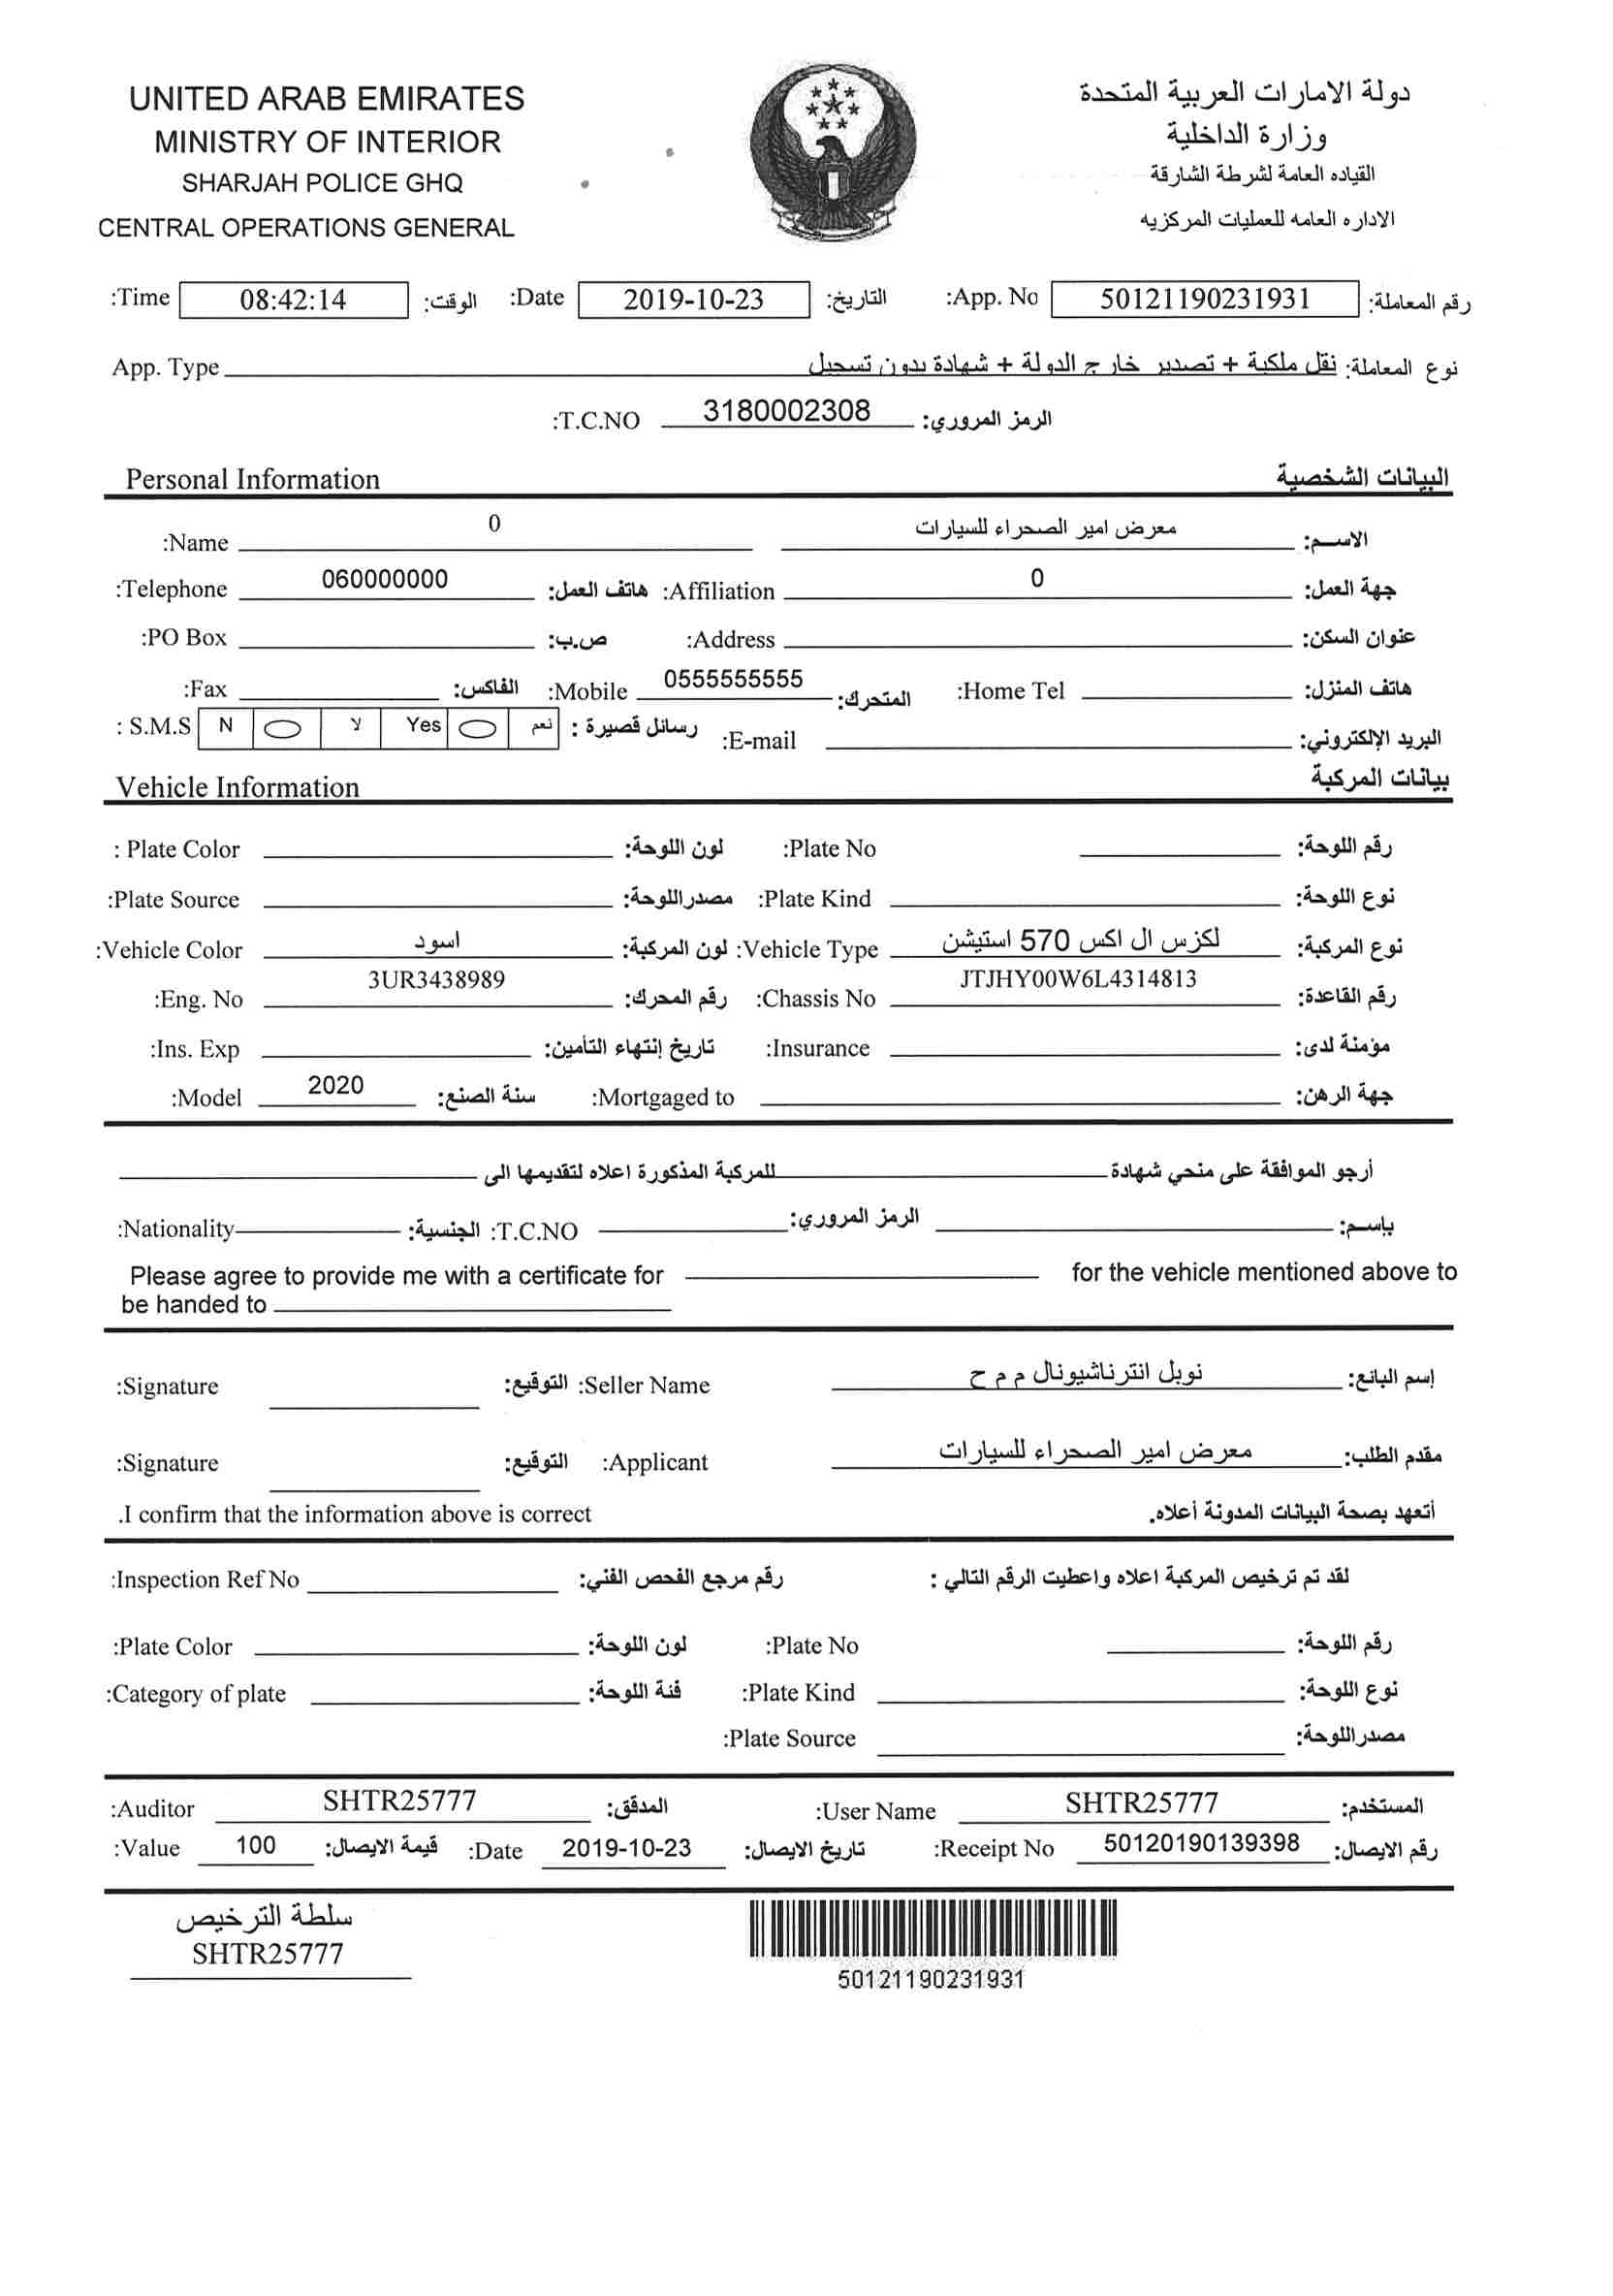 UNITED ARAB EMIRATES
MINISTRY OF INTERIOR
SHARJAH POLICE GHQ
CENTRAL OPERATIONS GENERAL
دولة الامارات العربية المتحدة
وزارة الداخلية
القياده العامة لشرطة الشارقة
الاداره العامه للعمليات المركزيه
:Time 08:42:14 الوقت: :Date 2019-10-23 التاريخ: :App. No 50121190231931 رقم المعاملة:
App. Type نوع المعاملة: نقل ملكية + تصدير خارج الدولة + شهادة بدون تسجيل
:T.C.NO 3180002308 الرمز المروري:
Personal Information البيانات الشخصية
:Name 0 معرض امير الصحراء للسيارات الاسم:
:Telephone 060000000 هاتف العمل: :Affiliation 0 جهة العمل:
:PO Box ص.ب: :Address عنوان السكن:
:Fax الفاكس: :Mobile 0555555555 المتحرك: :Home Tel هاتف المنزل:
: S.M.S N لا Yes نعم رسائل قصيرة : :E-mail البريد الإلكتروني:
Vehicle Information بيانات المركبة
: Plate Color لون اللوحة: :Plate No رقم اللوحة:
:Plate Source مصدراللوحة: :Plate Kind نوع اللوحة:
:Vehicle Color اسود لون المركبة: :Vehicle Type لكزس ال اكس 570 استيشن نوع المركبة:
:Eng. No 3UR3438989 رقم المحرك: :Chassis No JTJHY00W6L4314813 رقم القاعدة:
:Ins. Exp تاريخ إنتهاء التأمين: :Insurance مؤمنة لدى:
:Model 2020 سنة الصنع: :Mortgaged to جهة الرهن:
أرجو الموافقة على منحي شهادة للمركبة المذكورة اعلاه لتقديمها الى
:Nationality الجنسية: :T.C.NO الرمز المروري: بإسم:
Please agree to provide me with a certificate for for the vehicle mentioned above to
be handed to
:Signature التوقيع: :Seller Name نوبل انترناشيونال م م ح إسم البائع:
:Signature التوقيع: :Applicant معرض امير الصحراء للسيارات مقدم الطلب:
.I confirm that the information above is correct أتعهد بصحة البيانات المدونة أعلاه.
:Inspection Ref No رقم مرجع الفحص الفني: لقد تم ترخيص المركبة اعلاه واعطيت الرقم التالي :
:Plate Color لون اللوحة: :Plate No رقم اللوحة:
:Category of plate فئة اللوحة: :Plate Kind نوع اللوحة:
:Plate Source مصدراللوحة:
:Auditor SHTR25777 المدقق: :User Name SHTR25777 المستخدم:
:Value 100 قيمة الايصال: :Date 2019-10-23 تاريخ الايصال: :Receipt No 50120190139398 رقم الايصال:
سلطة الترخيص
SHTR25777
50121190231931